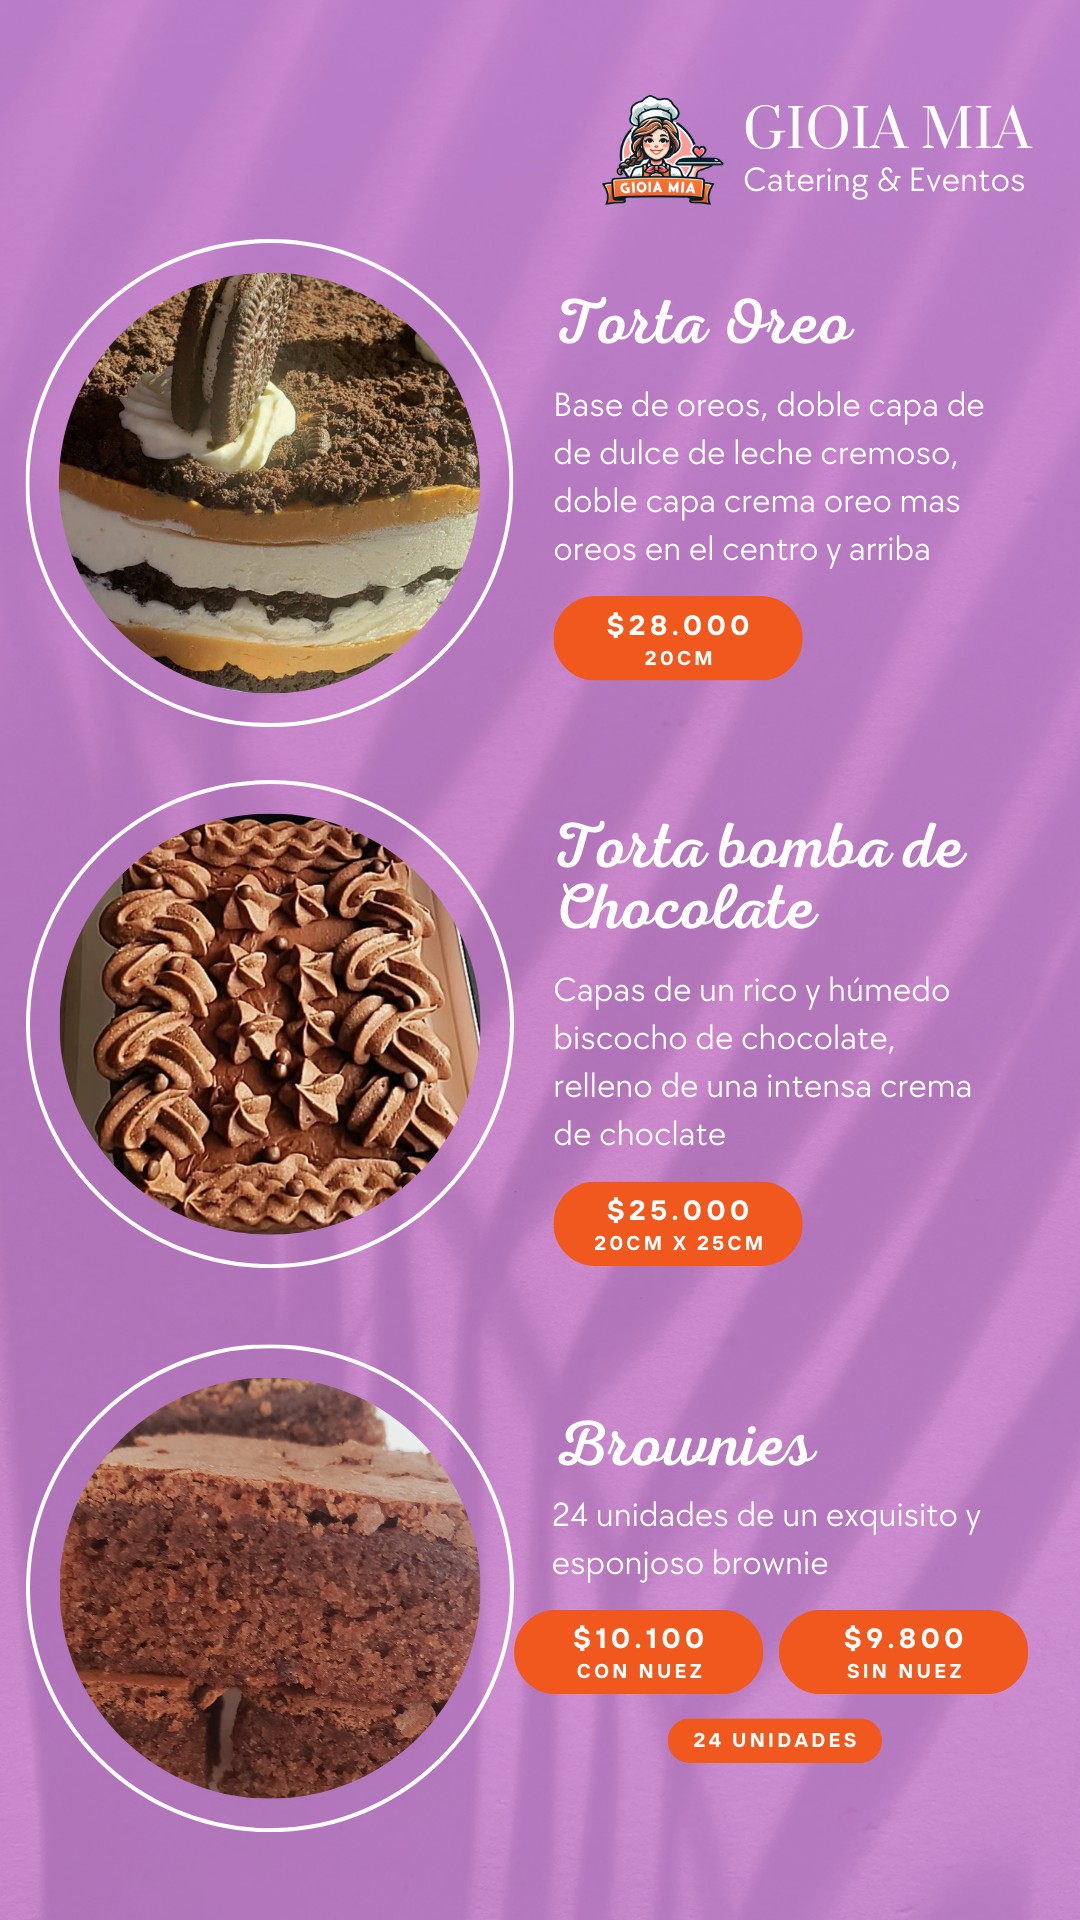 GIOIA MIA
GIOIA MIA
Catering & Eventos
Torta Oreo
Base de oreos, doble capa de
de dulce de leche cremoso,
doble capa crema oreo mas
oreos en el centro y arriba
$28.000
20CM
Torta bomba de
Chocolate
Capas de un rico y húmedo
biscocho de chocolate,
relleno de una intensa crema
de choclate
$25.000
20CM X 25CM
Brownies
24 unidades de un exquisito y
esponjoso brownie
$10.100
CON NUEZ
$9.800
SIN NUEZ
24 UNIDADES